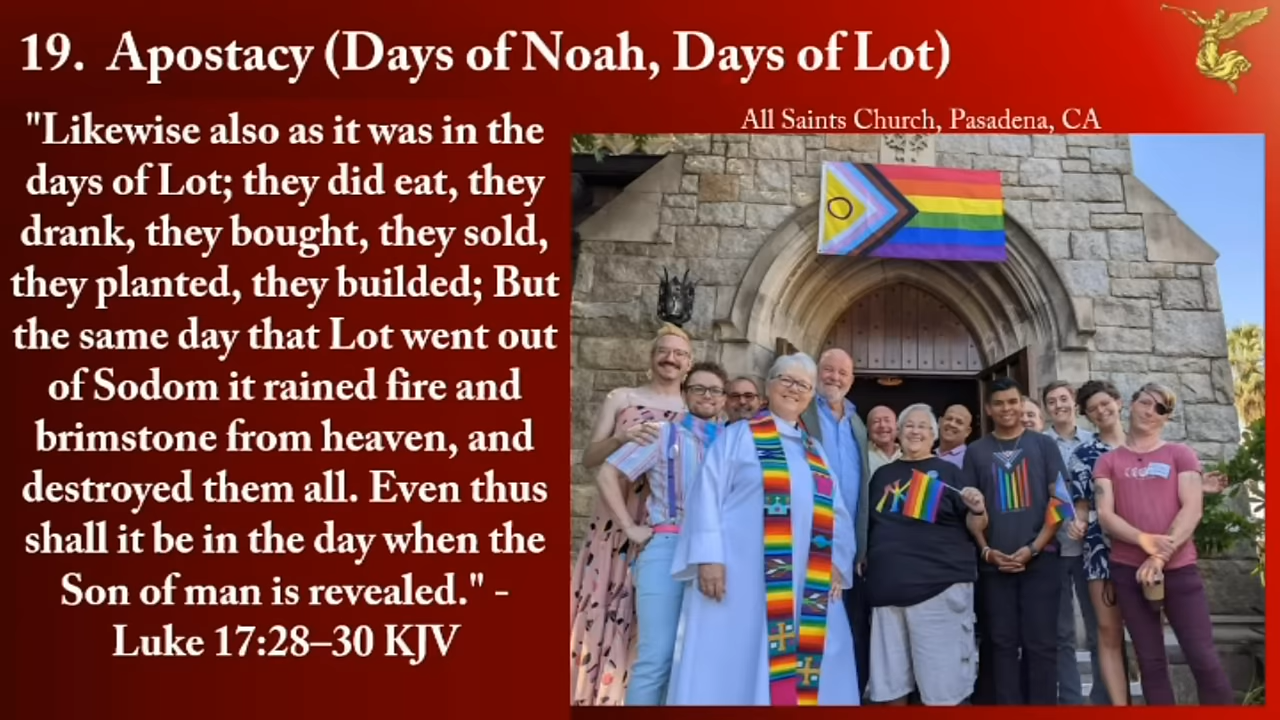 19. Apostacy (Days of Noah, Days of Lot)
"Likewise also as it was in the
days of Lot; they did eat, they
drank, they bought, they sold,
they planted, they builded; But
the same day that Lot went out
of Sodom it rained fire and
brimstone from heaven, and
destroyed them all. Even thus
shall it be in the day when the
Son of man is revealed." -
Luke 17:28–30 KJV
All Saints Church, Pasadena, CA